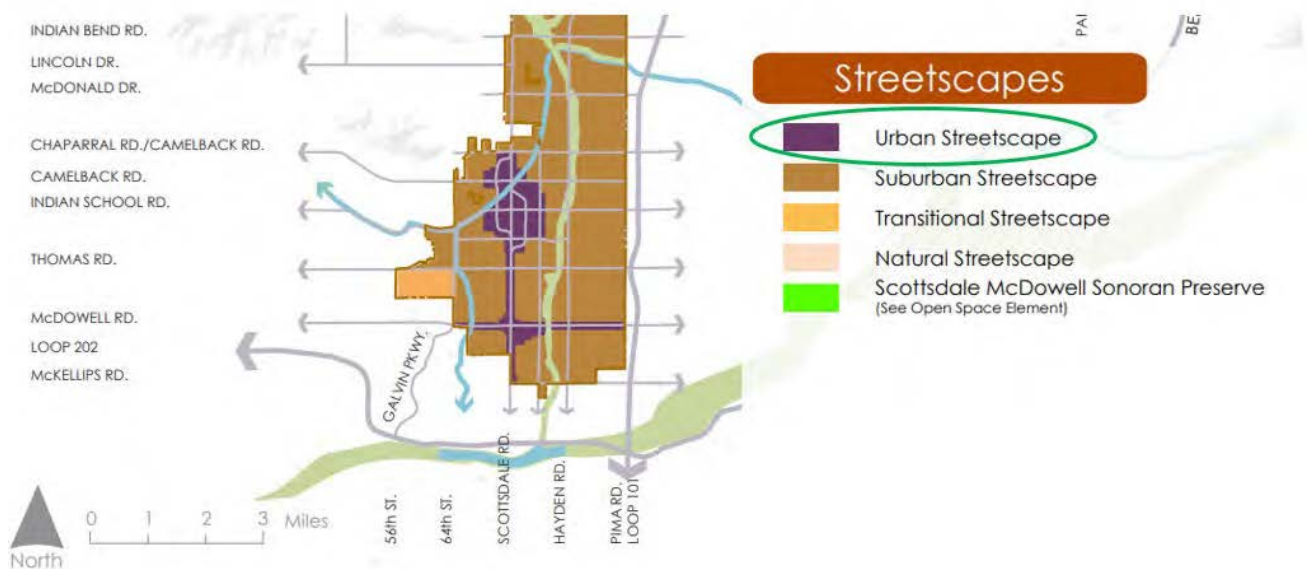 INDIAN BEND RD.
LINCOLN DR.
McDONALD DR.
CHAPARRAL RD./CAMELBACK RD.
CAMELBACK RD.
INDIAN SCHOOL RD.
THOMAS RD.
McDOWELL RD.
LOOP 202
McKELLIPS RD.
GALVIN PKWY.
56th ST.
64th ST.
SCOTTSDALE RD.
HAYDEN RD.
PIMA RD.
LOOP 101
PAI
BE
Streetscapes
Urban Streetscape
Suburban Streetscape
Transitional Streetscape
Natural Streetscape
Scottsdale McDowell Sonoran Preserve
(See Open Space Element)
North
0 1 2 3 Miles